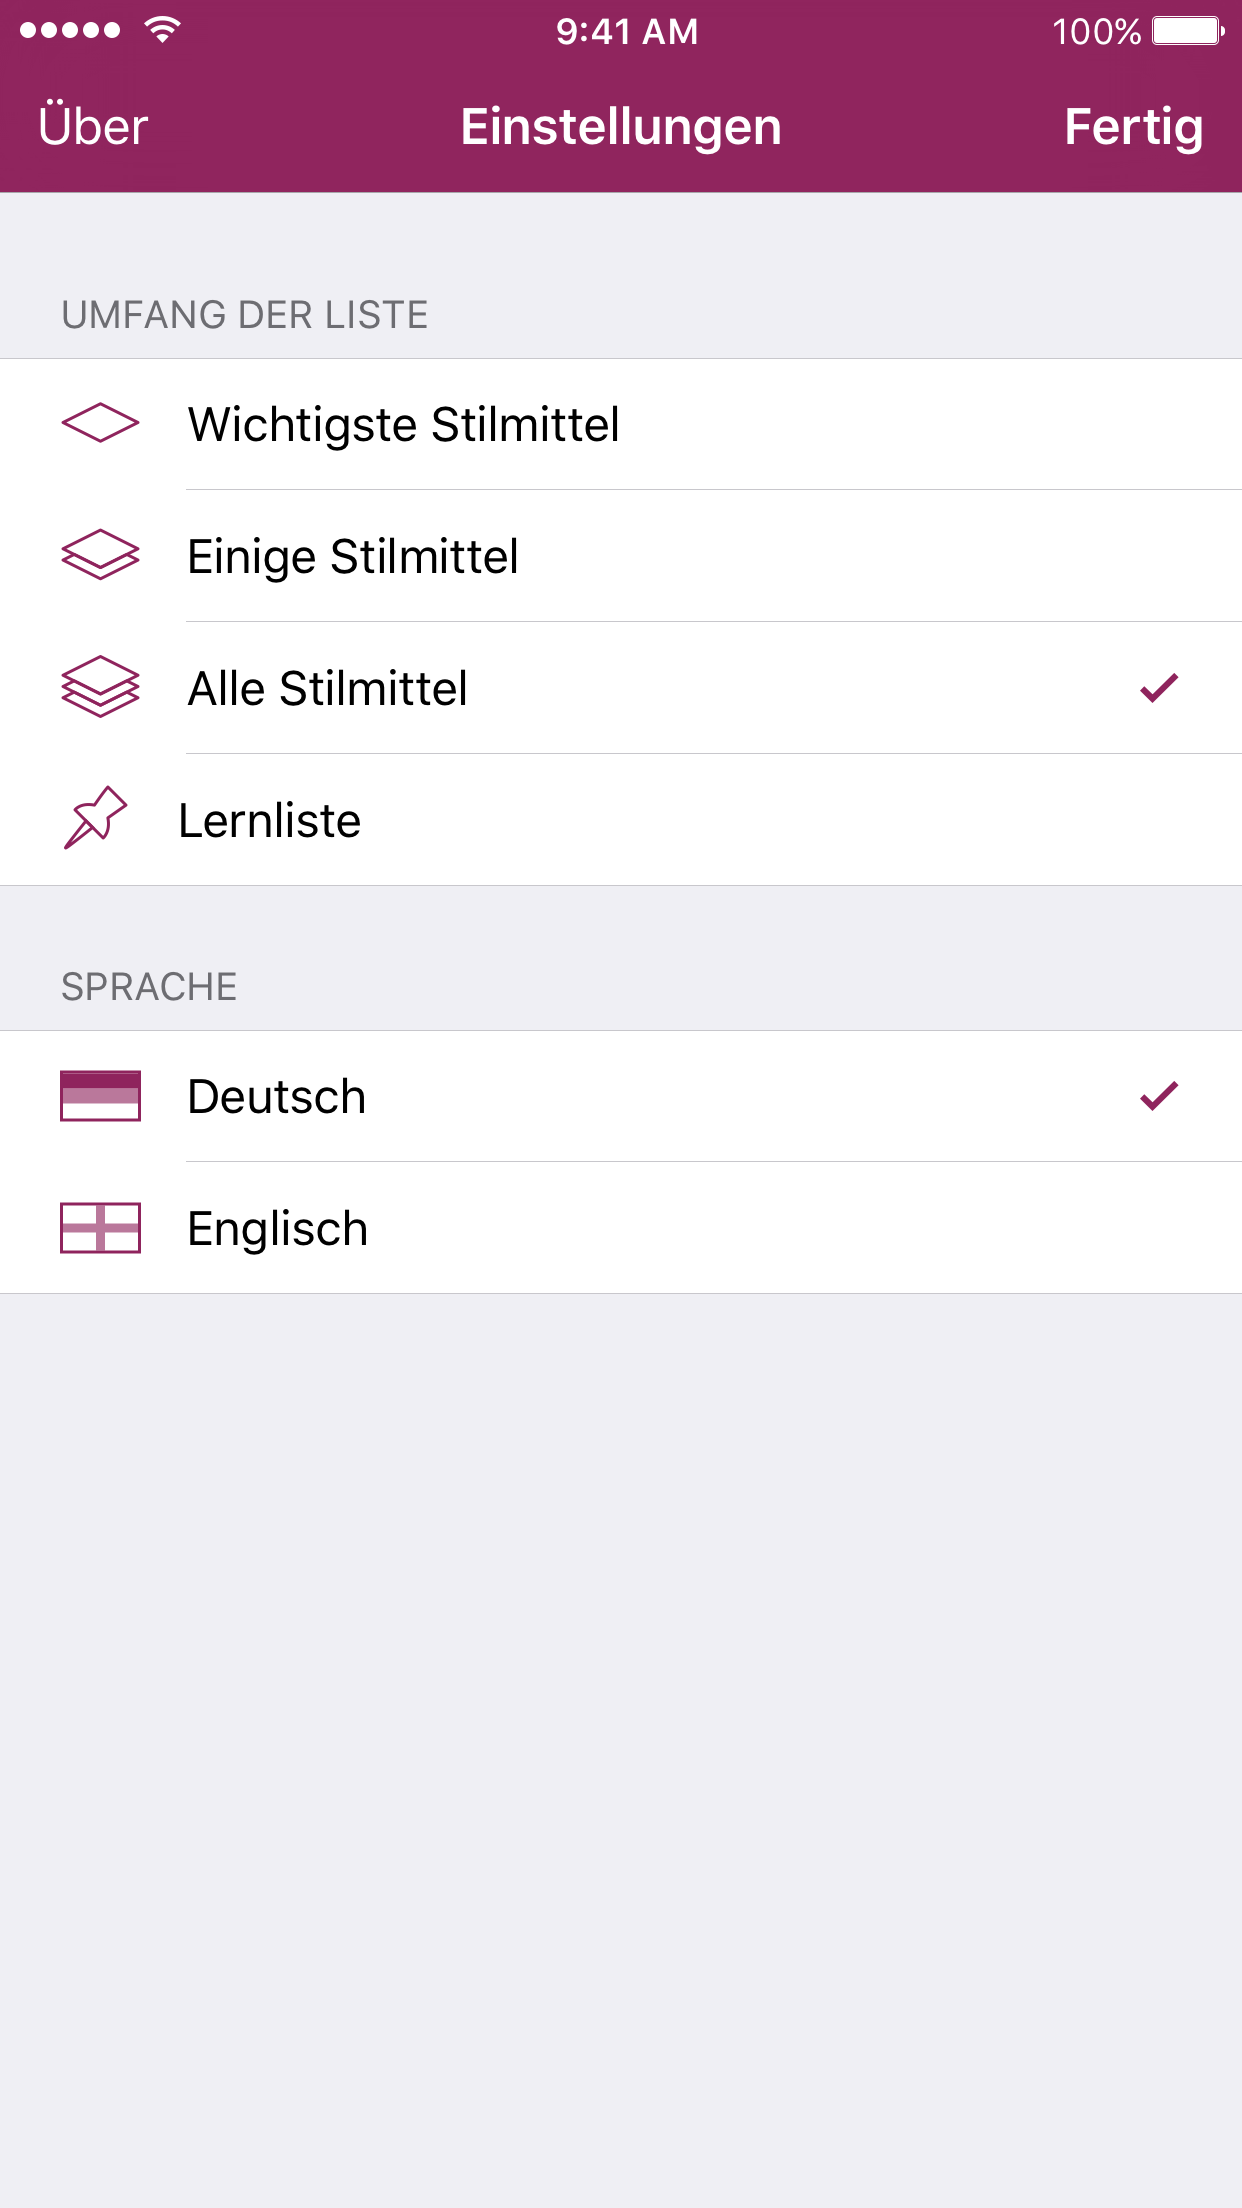 9:41 AM
100%
Über
Einstellungen
Fertig
UMFANG DER LISTE
Wichtigste Stilmittel
Einige Stilmittel
Alle Stilmittel
Lernliste
SPRACHE
Deutsch
Englisch